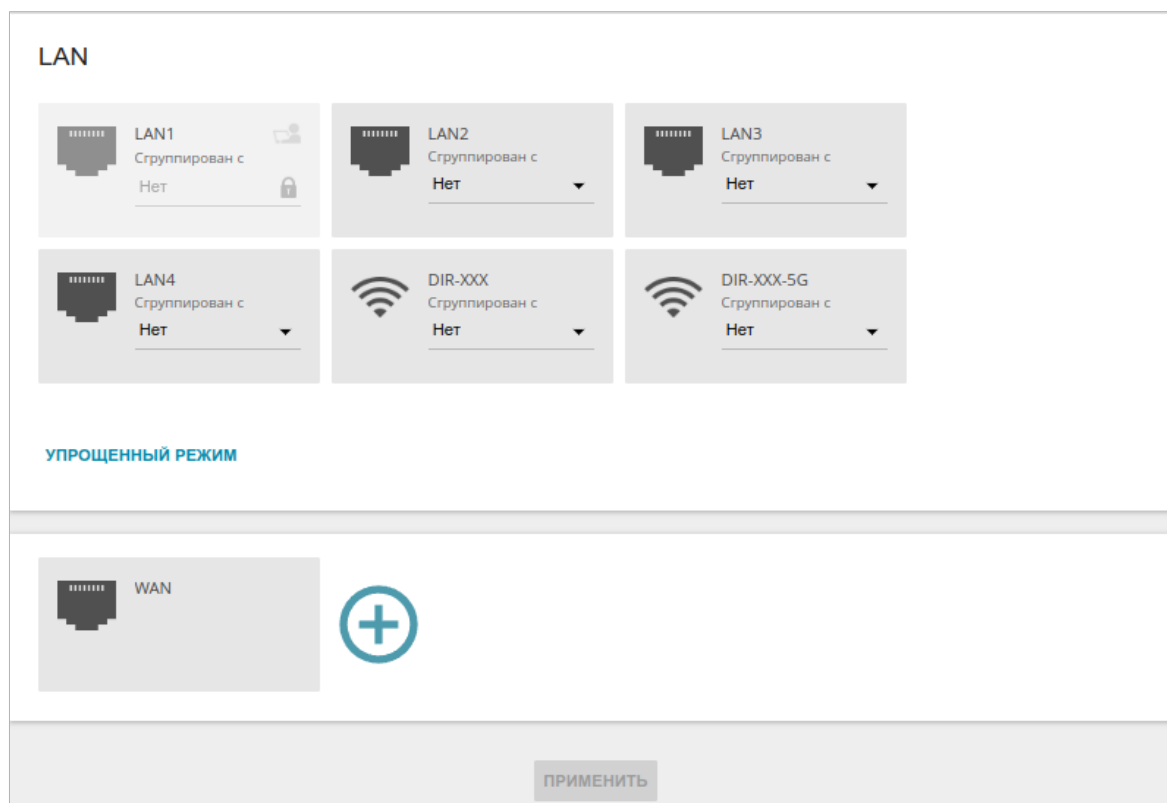 LAN
LAN1
Сгруппирован с
Нет
LAN2
Сгруппирован с
Нет
LAN3
Сгруппирован с
Нет
LAN4
Сгруппирован с
Нет
DIR-XXX
Сгруппирован с
Нет
DIR-XXX-5G
Сгруппирован с
Нет
УПРОЩЕННЫЙ РЕЖИМ
WAN
ПРИМЕНИТЬ